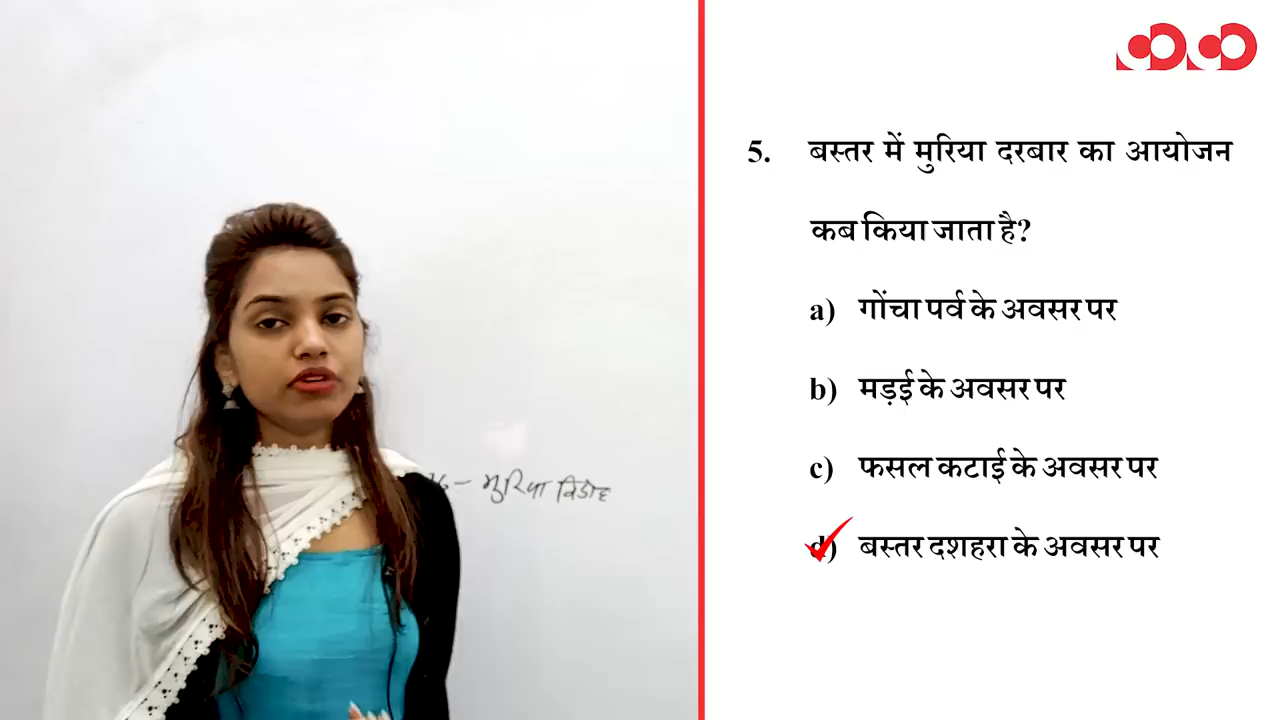 – मुरिया विद्रोह
5. बस्तर में मुरिया दरबार का आयोजन
कब किया जाता है?
a) गोंचा पर्व के अवसर पर
b) मड़ई के अवसर पर
c) फसल कटाई के अवसर पर
d) बस्तर दशहरा के अवसर पर